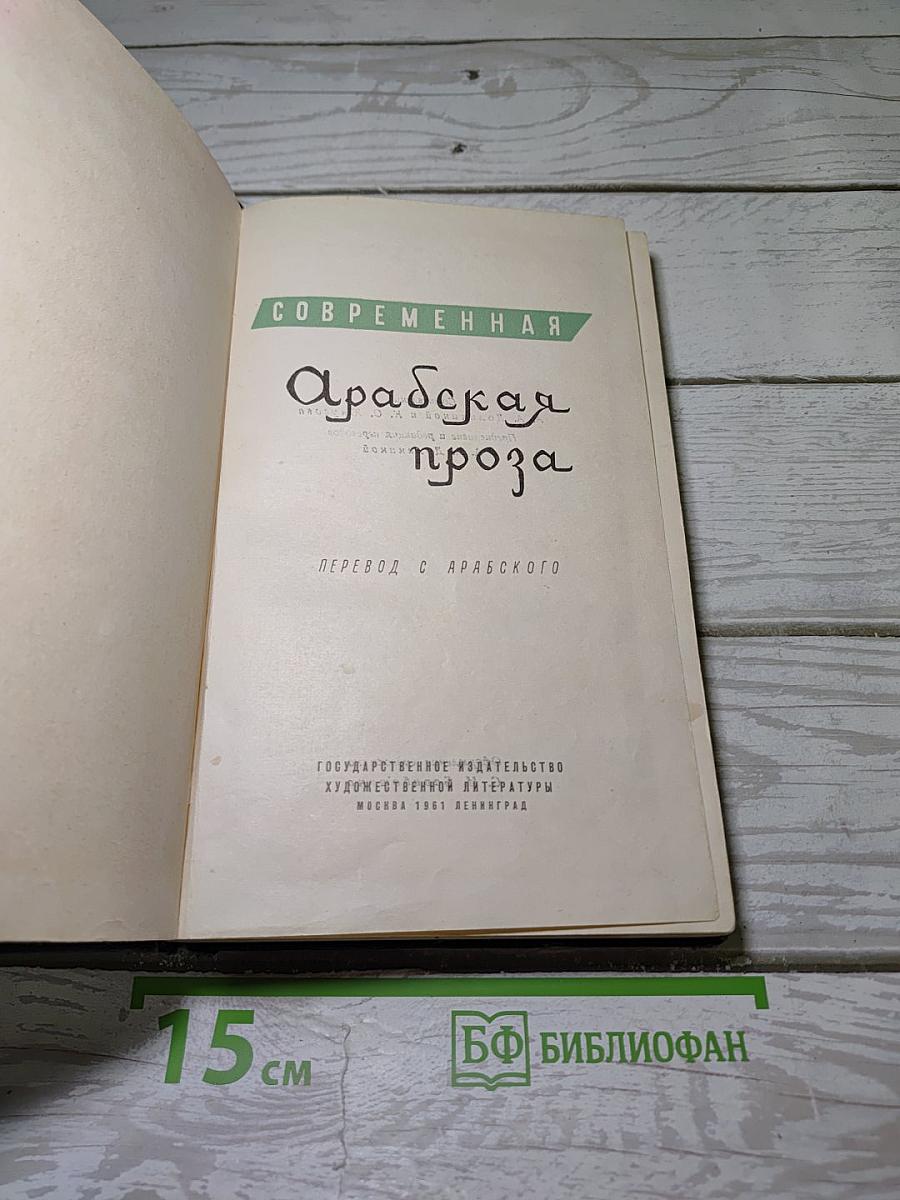 СОВРЕМЕННАЯ
Арабская
проза
ПЕРЕВОД С АРАБСКОГО
ГОСУДАРСТВЕННОЕ ИЗДАТЕЛЬСТВО
ХУДОЖЕСТВЕННОЙ ЛИТЕРАТУРЫ
МОСКВА 1961 ЛЕНИНГРАД
15 СМ
БФ БИБЛИОФАН